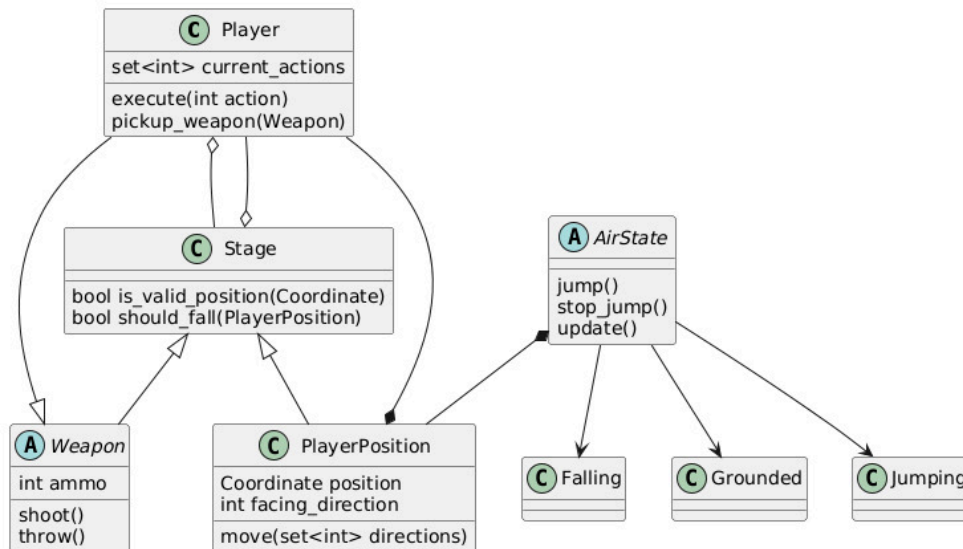 C Player
set<int> current_actions
execute(int action)
pickup_weapon(Weapon)
C Stage
bool is_valid_position(Coordinate)
bool should_fall(PlayerPosition)
A AirState
jump()
stop_jump()
update()
A Weapon
int ammo
shoot()
throw()
C PlayerPosition
Coordinate position
int facing_direction
move(set<int> directions)
C Falling
C Grounded
C Jumping